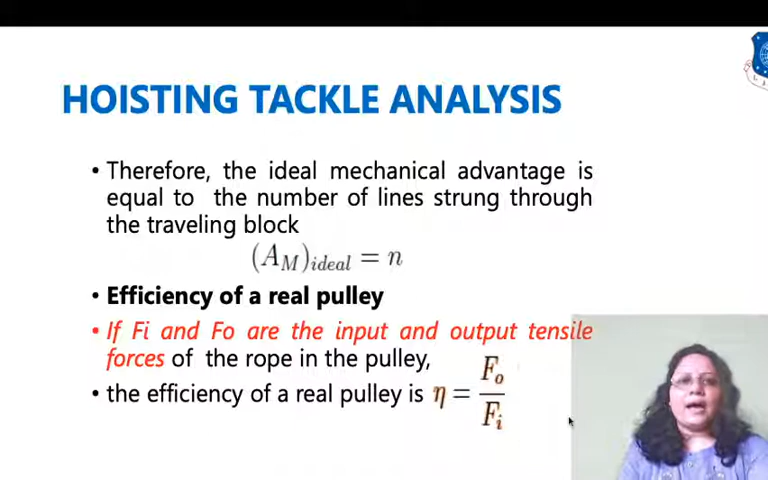 HOISTING TACKLE ANALYSIS
• Therefore, the ideal mechanical advantage is
equal to the number of lines strung through
the traveling block
(A_M)_ideal = n
• Efficiency of a real pulley
• If Fi and Fo are the input and output tensile
forces of the rope in the pulley,
• the efficiency of a real pulley is η = F_o / F_i